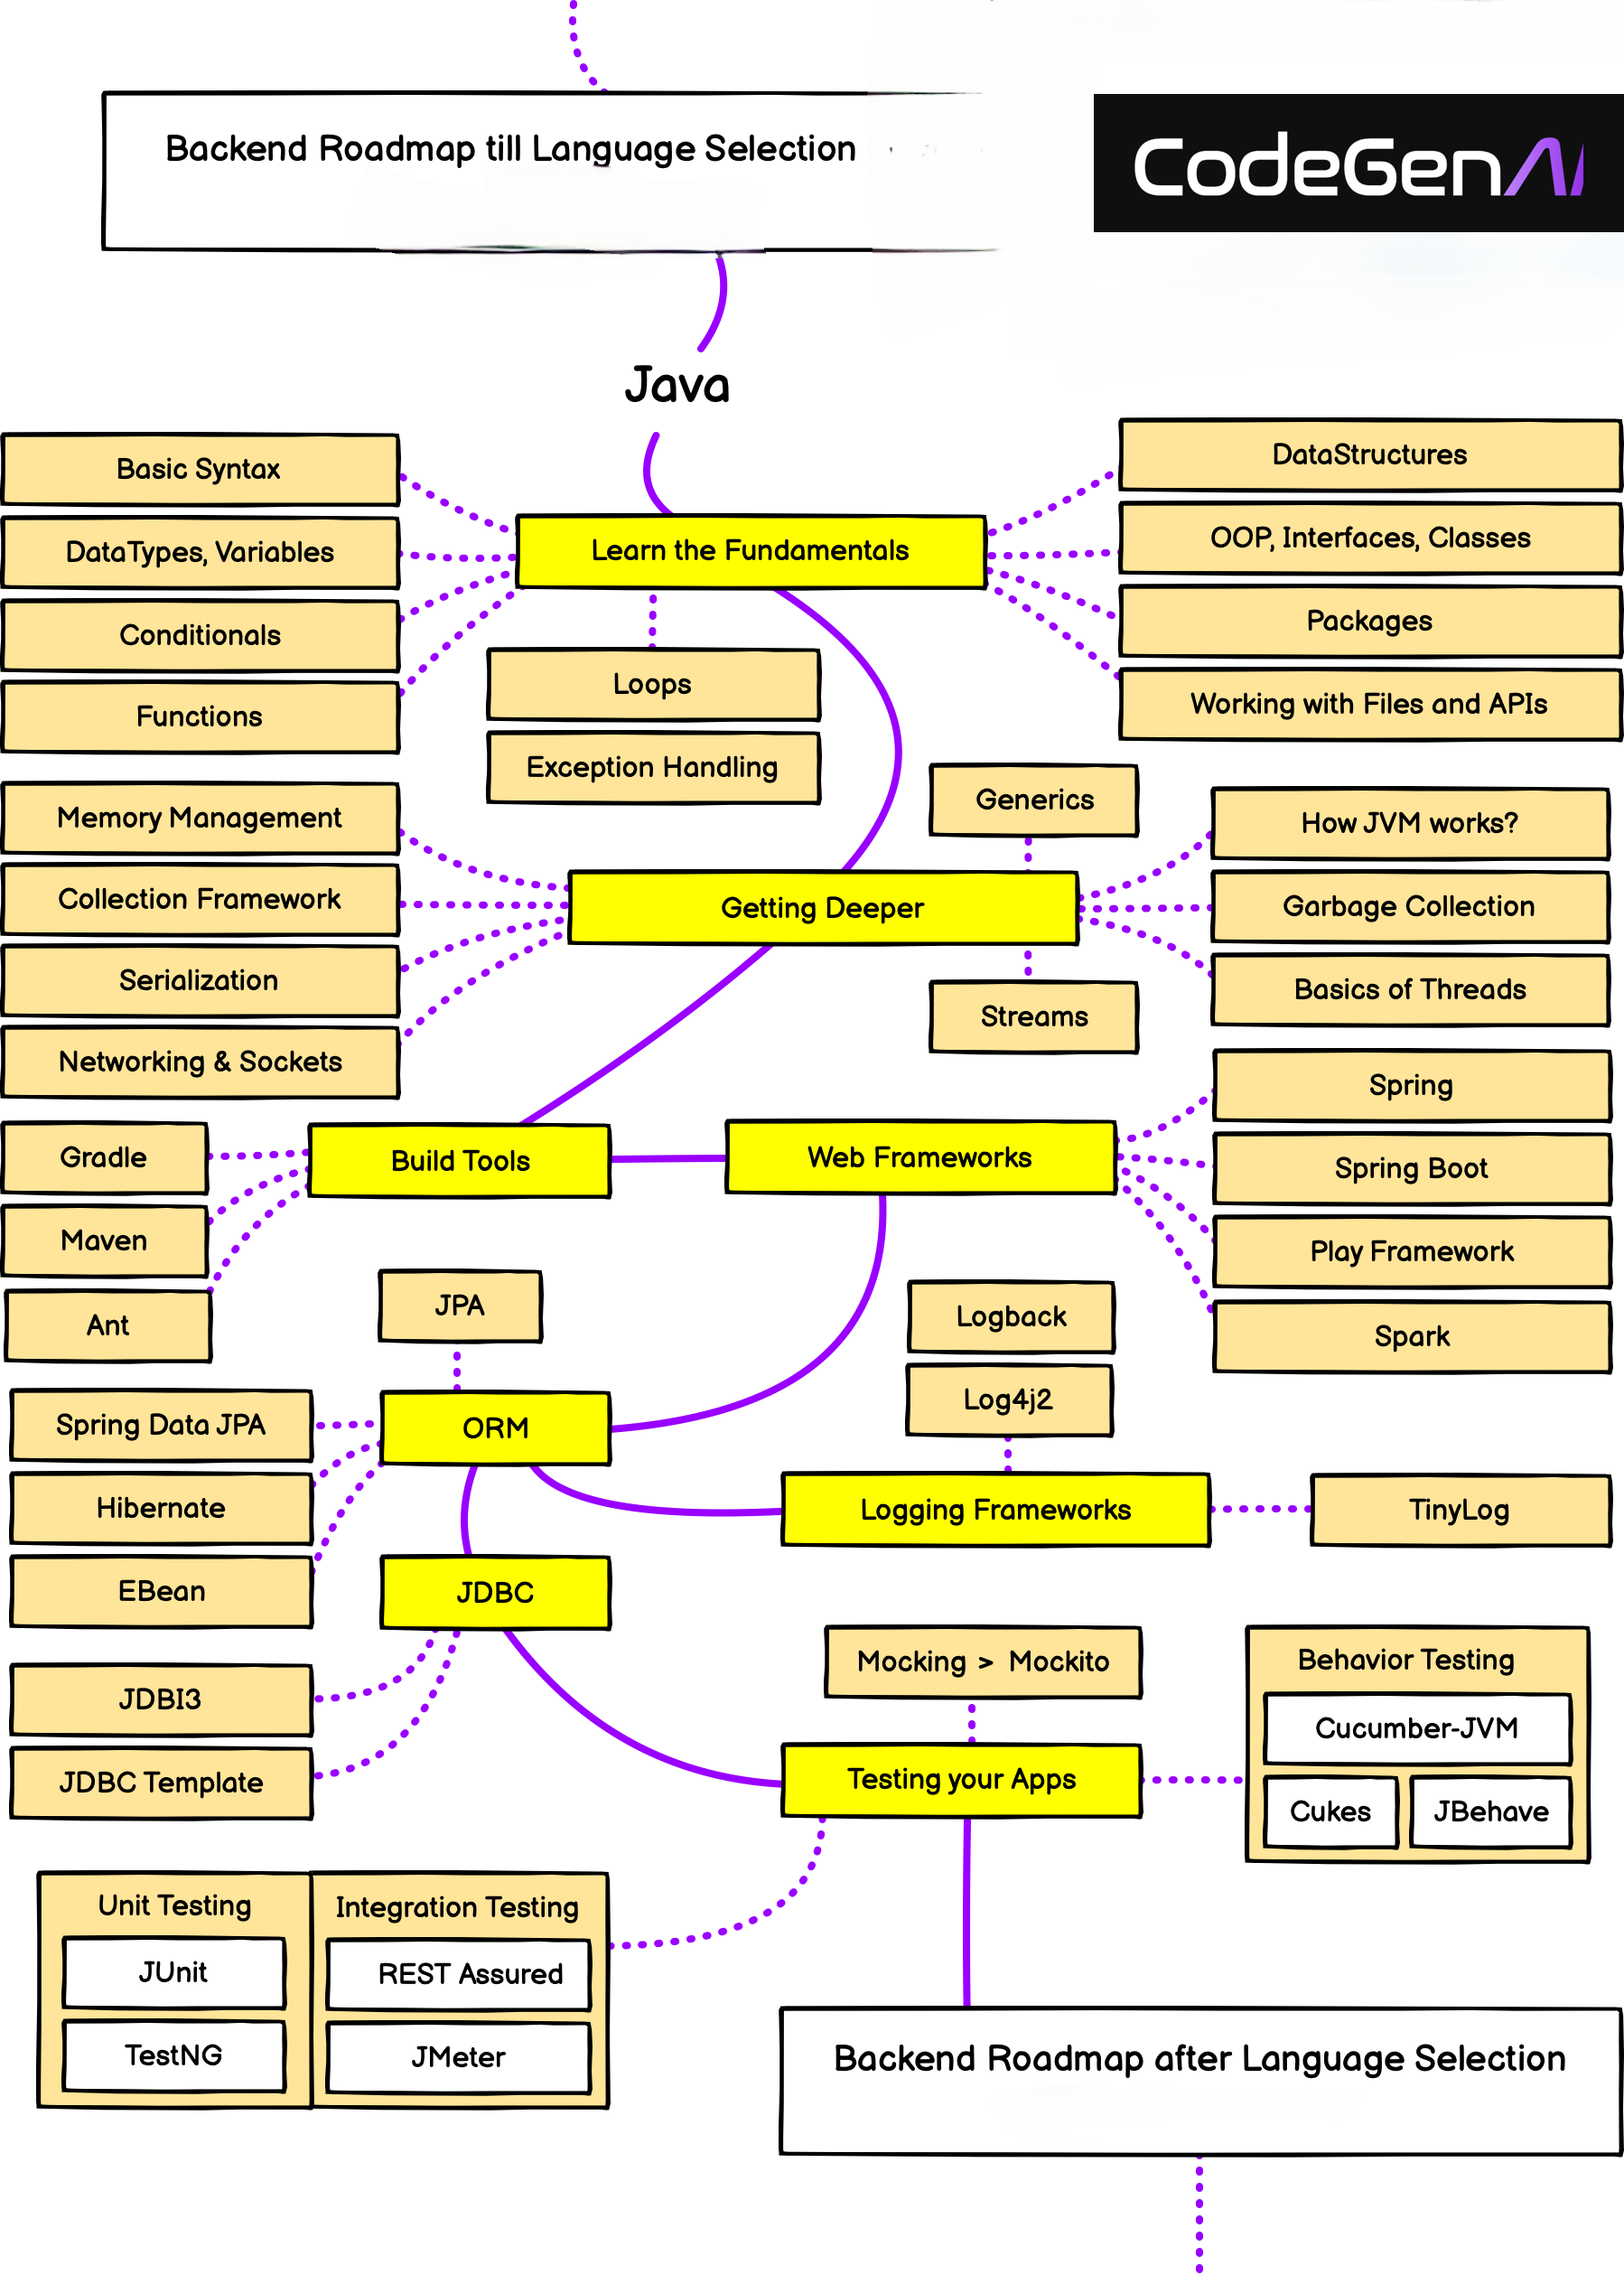 Backend Roadmap till Language Selection
CodeGenAI
Java
Basic Syntax
DataTypes, Variables
Conditionals
Functions
Learn the Fundamentals
Loops
Exception Handling
DataStructures
OOP, Interfaces, Classes
Packages
Working with Files and APIs
Memory Management
Collection Framework
Serialization
Networking & Sockets
Generics
Getting Deeper
Streams
How JVM works?
Garbage Collection
Basics of Threads
Gradle
Maven
Ant
Build Tools
Web Frameworks
Spring
Spring Boot
Play Framework
Spark
JPA
ORM
Spring Data JPA
Hibernate
EBean
Logback
Log4j2
Logging Frameworks
TinyLog
JDBC
JDBI3
JDBC Template
Mocking > Mockito
Testing your Apps
Behavior Testing
Cucumber-JVM
Cukes
JBehave
Unit Testing
JUnit
TestNG
Integration Testing
REST Assured
JMeter
Backend Roadmap after Language Selection